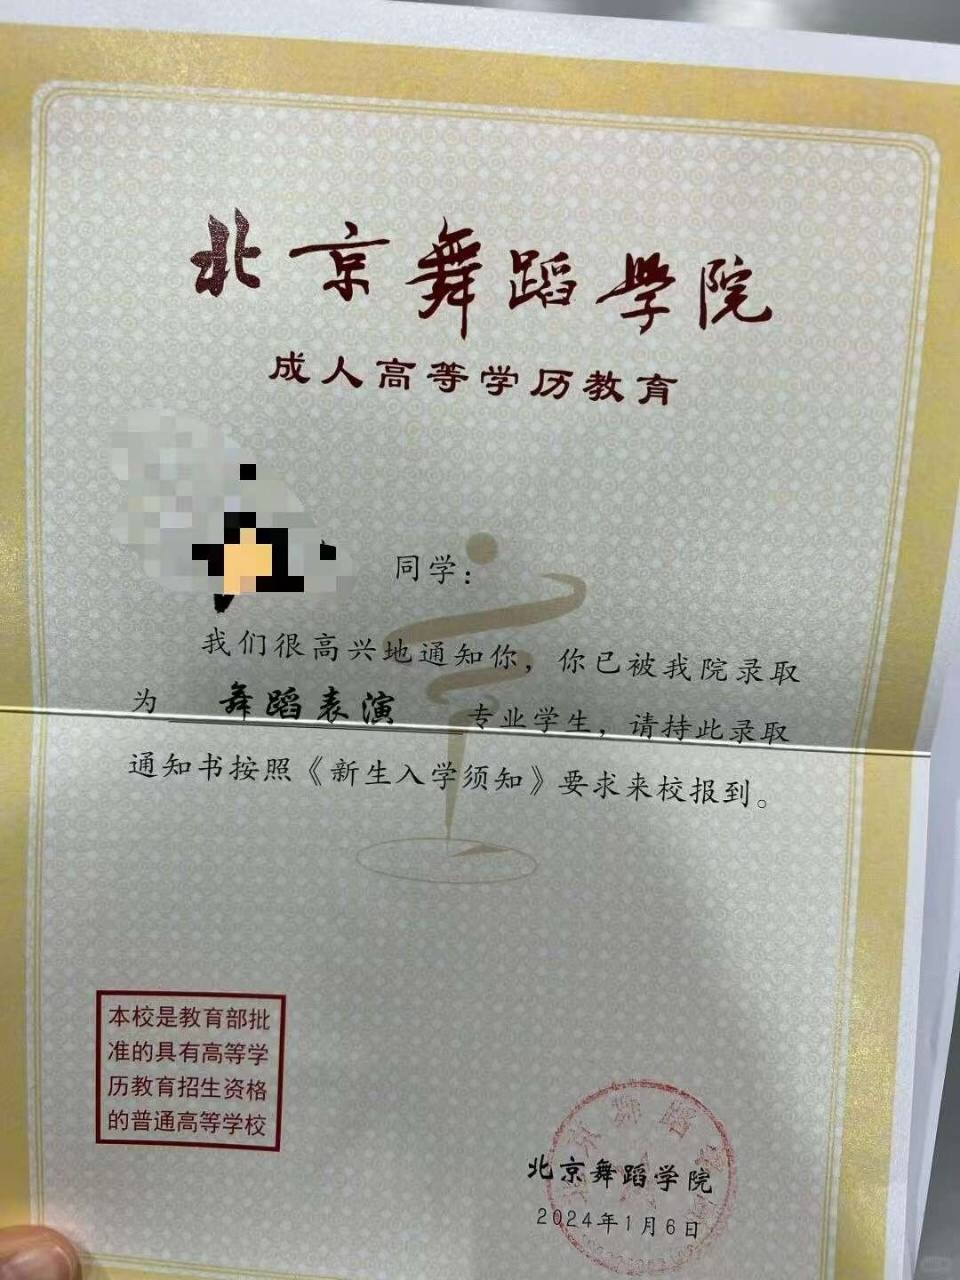 北京舞蹈學院
成人高等学历教育
同学：
我们很高兴地通知你，你已被我院录取
为 舞蹈表演 专业学生，请持此录取
通知书按照《新生入学须知》要求来校报到。
本校是教育部批
准的具有高等学
历教育招生资格
的普通高等学校
北京舞蹈学院
2024年1月6日